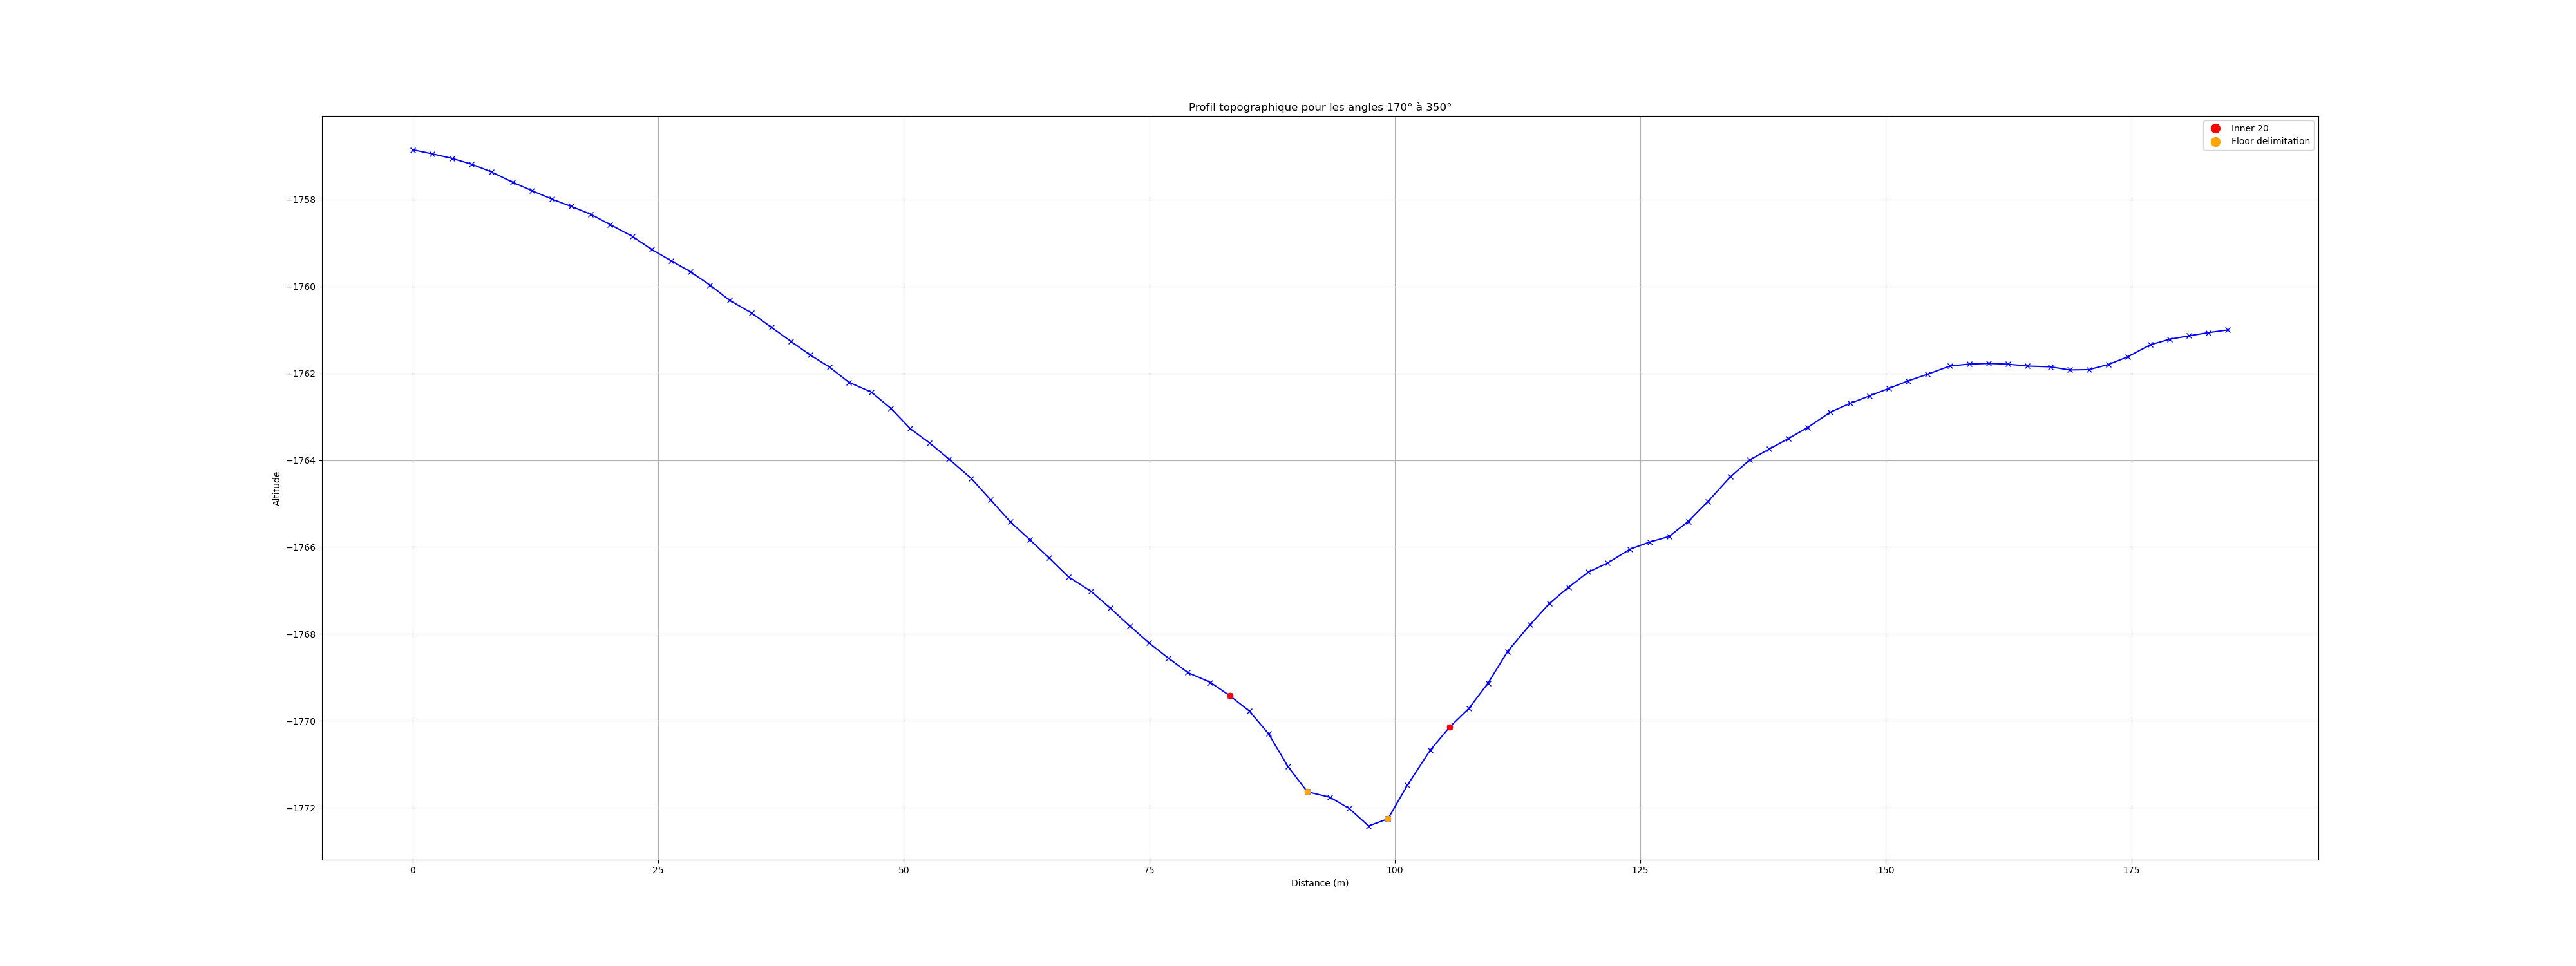 Profil topographique pour les angles 170° à 350°
Inner 20
Floor delimitation
−1758
−1760
−1762
−1764
−1766
−1768
−1770
−1772
Altitude
0 25 50 75 100 125 150 175
Distance (m)